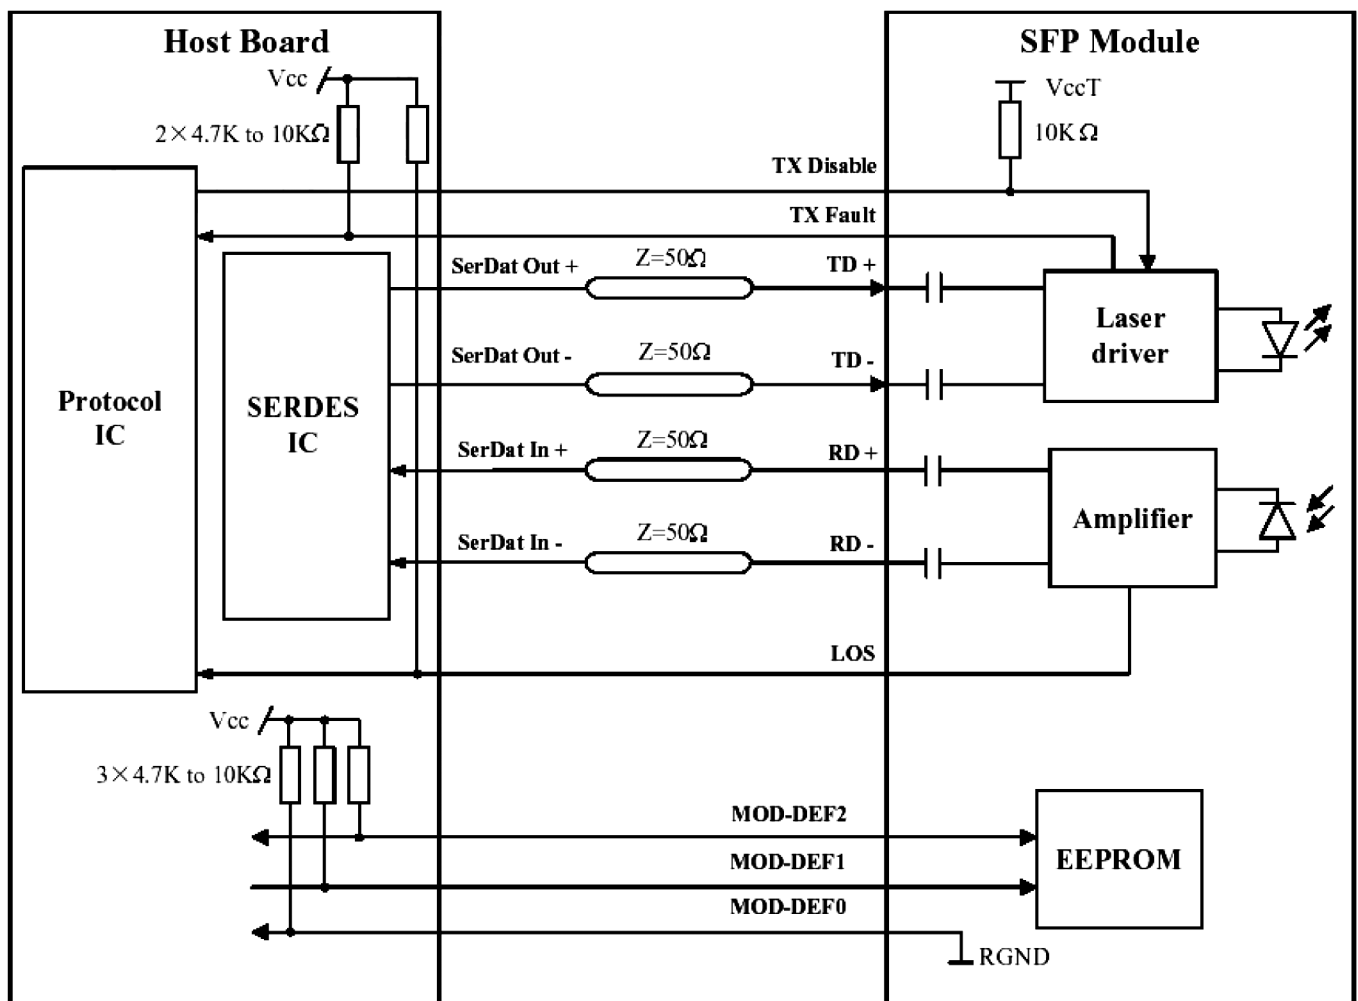 Host Board
SFP Module
Vcc
VccT
2×4.7K to 10KΩ
10KΩ
TX Disable
TX Fault
SerDat Out +
Z=50Ω
TD +
SerDat Out -
Z=50Ω
TD -
Laser
driver
Protocol
IC
SERDES
IC
SerDat In +
Z=50Ω
RD +
SerDat In -
Z=50Ω
RD -
Amplifier
LOS
Vcc
3×4.7K to 10KΩ
MOD-DEF2
MOD-DEF1
MOD-DEF0
EEPROM
RGND